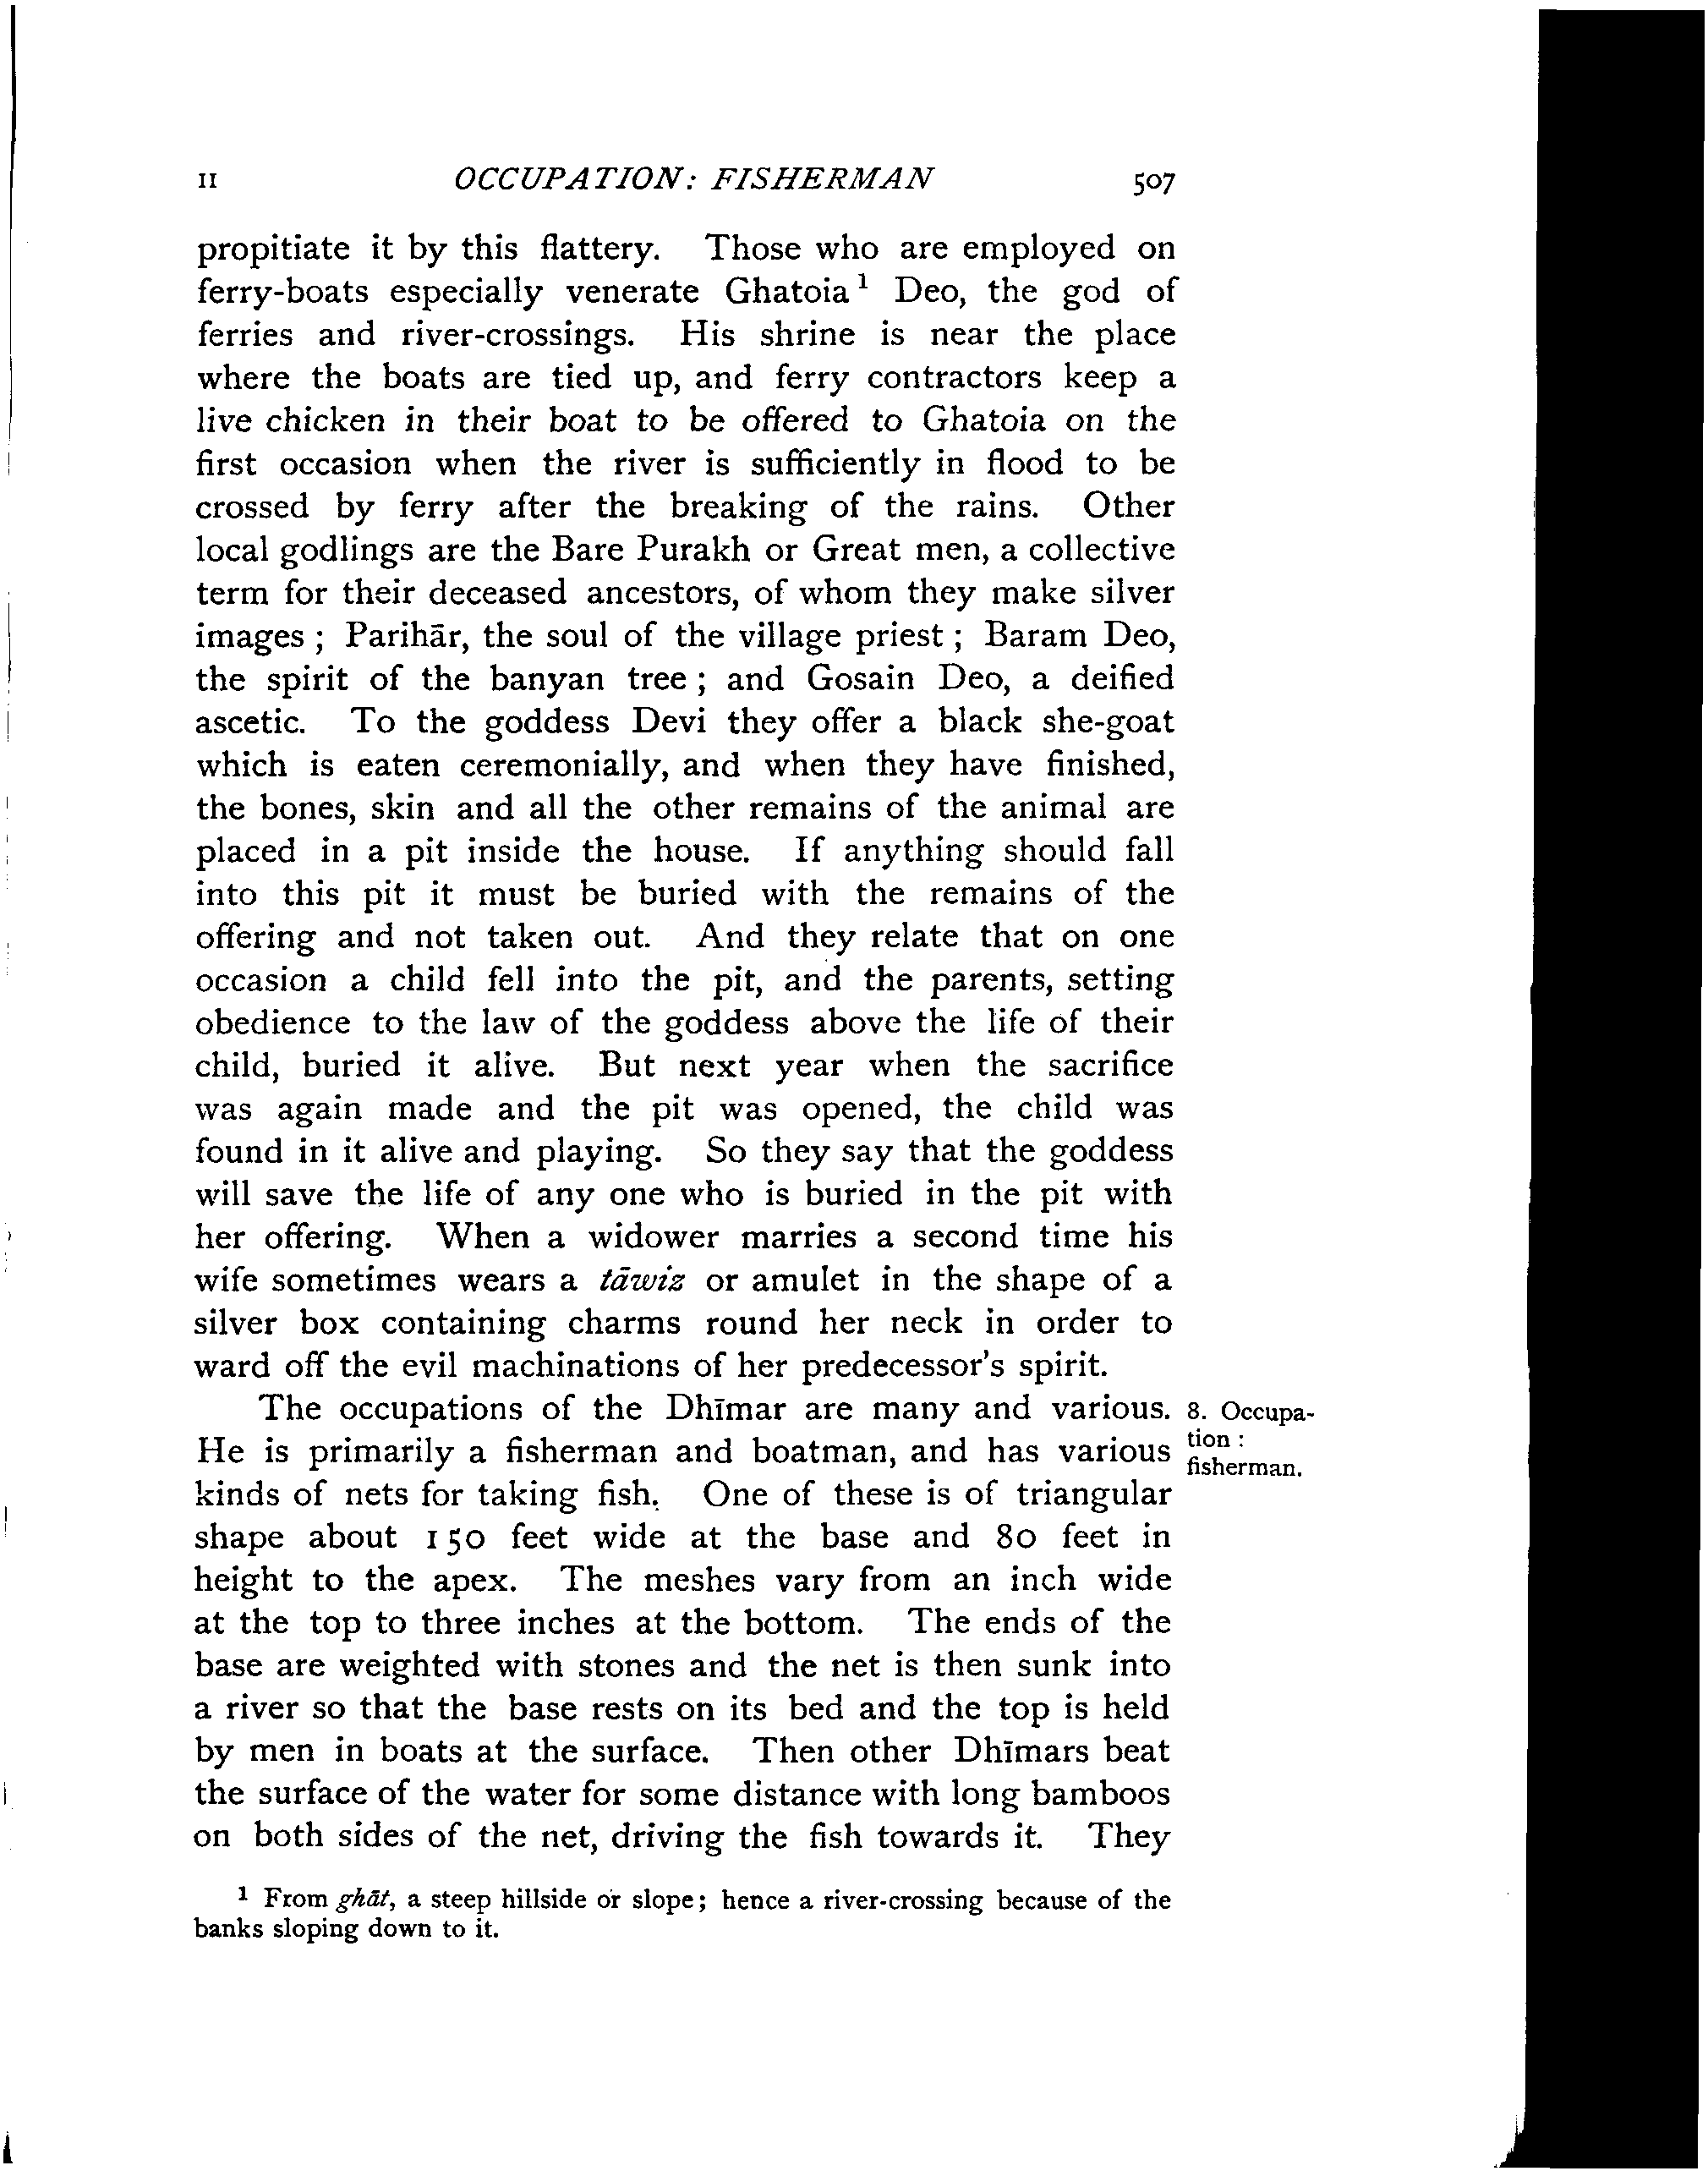 II OCCUPATION: FISHERMAN 507
propitiate it by this flattery. Those who are employed on
ferry-boats especially venerate Ghatoia¹ Deo, the god of
ferries and river-crossings. His shrine is near the place
where the boats are tied up, and ferry contractors keep a
live chicken in their boat to be offered to Ghatoia on the
first occasion when the river is sufficiently in flood to be
crossed by ferry after the breaking of the rains. Other
local godlings are the Bare Purakh or Great men, a collective
term for their deceased ancestors, of whom they make silver
images ; Parihār, the soul of the village priest ; Baram Deo,
the spirit of the banyan tree ; and Gosain Deo, a deified
ascetic. To the goddess Devi they offer a black she-goat
which is eaten ceremonially, and when they have finished,
the bones, skin and all the other remains of the animal are
placed in a pit inside the house. If anything should fall
into this pit it must be buried with the remains of the
offering and not taken out. And they relate that on one
occasion a child fell into the pit, and the parents, setting
obedience to the law of the goddess above the life of their
child, buried it alive. But next year when the sacrifice
was again made and the pit was opened, the child was
found in it alive and playing. So they say that the goddess
will save the life of any one who is buried in the pit with
her offering. When a widower marries a second time his
wife sometimes wears a tāwiz or amulet in the shape of a
silver box containing charms round her neck in order to
ward off the evil machinations of her predecessor's spirit.
The occupations of the Dhīmar are many and various.
He is primarily a fisherman and boatman, and has various
kinds of nets for taking fish. One of these is of triangular
shape about 150 feet wide at the base and 80 feet in
height to the apex. The meshes vary from an inch wide
at the top to three inches at the bottom. The ends of the
base are weighted with stones and the net is then sunk into
a river so that the base rests on its bed and the top is held
by men in boats at the surface. Then other Dhīmars beat
the surface of the water for some distance with long bamboos
on both sides of the net, driving the fish towards it. They
8. Occupa-
tion :
fisherman.
¹ From ghāt, a steep hillside or slope; hence a river-crossing because of the
banks sloping down to it.